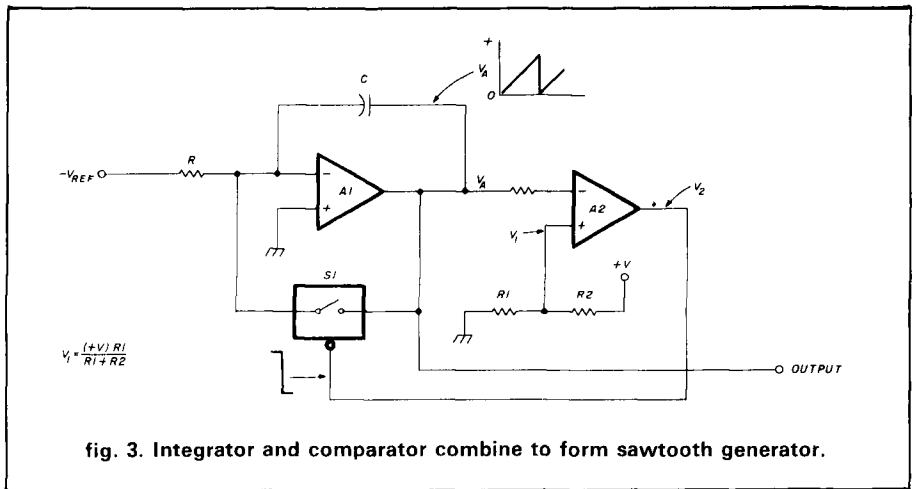 C
V_A
+
0
-V_REF
R
-
+
A1
V_A
-
+
A2
V_2
V_1
S1
R1
R2
+V
V_1 = (+V) R1
R1 + R2
OUTPUT
fig. 3. Integrator and comparator combine to form sawtooth generator.